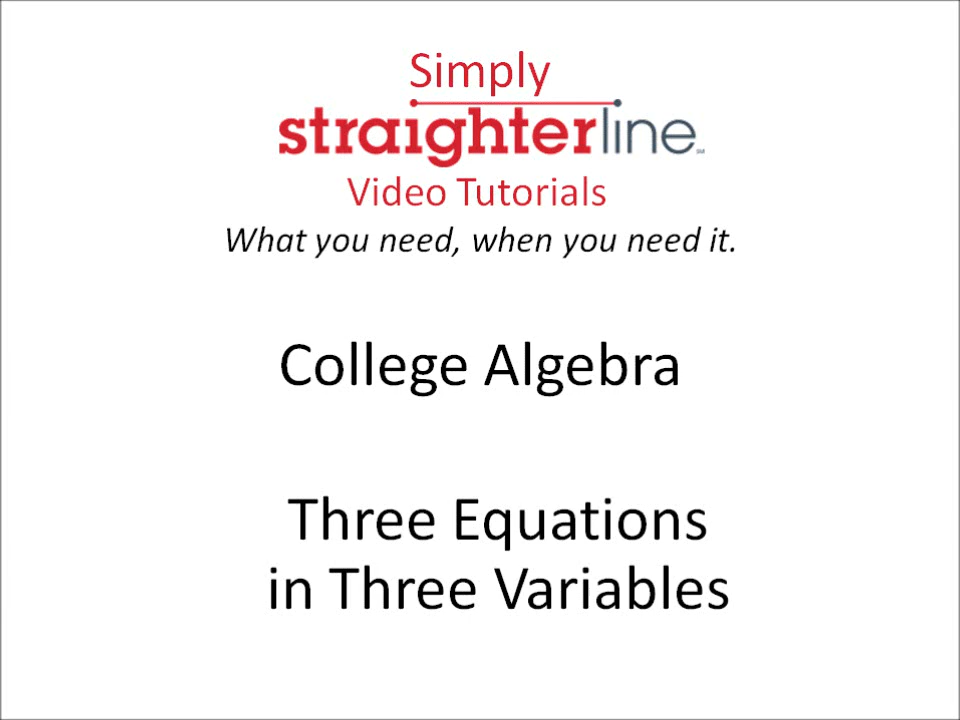 Simply
straighterline
Video Tutorials
What you need, when you need it.
College Algebra
Three Equations
in Three Variables